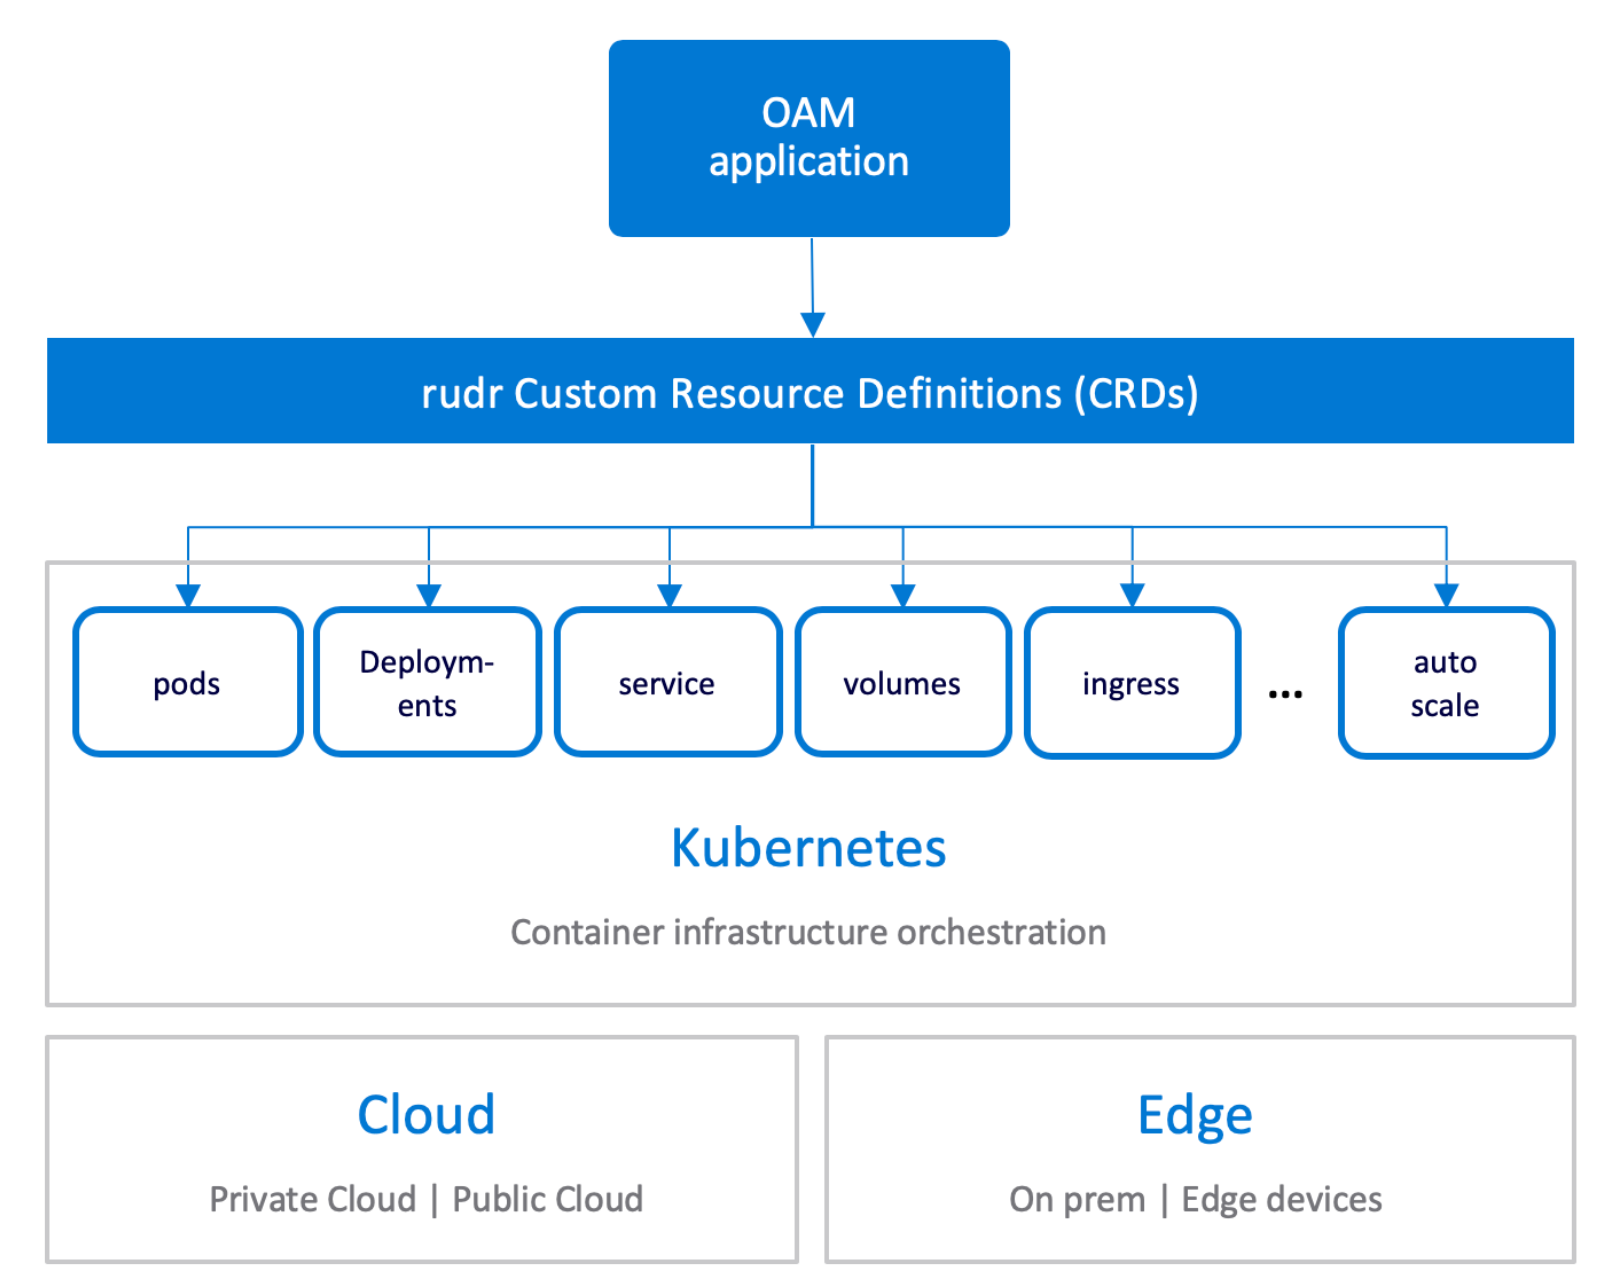 OAM
application
rudr Custom Resource Definitions (CRDs)
pods
Deploym-
ents
service
volumes
ingress
...
auto
scale
Kubernetes
Container infrastructure orchestration
Cloud
Private Cloud | Public Cloud
Edge
On prem | Edge devices